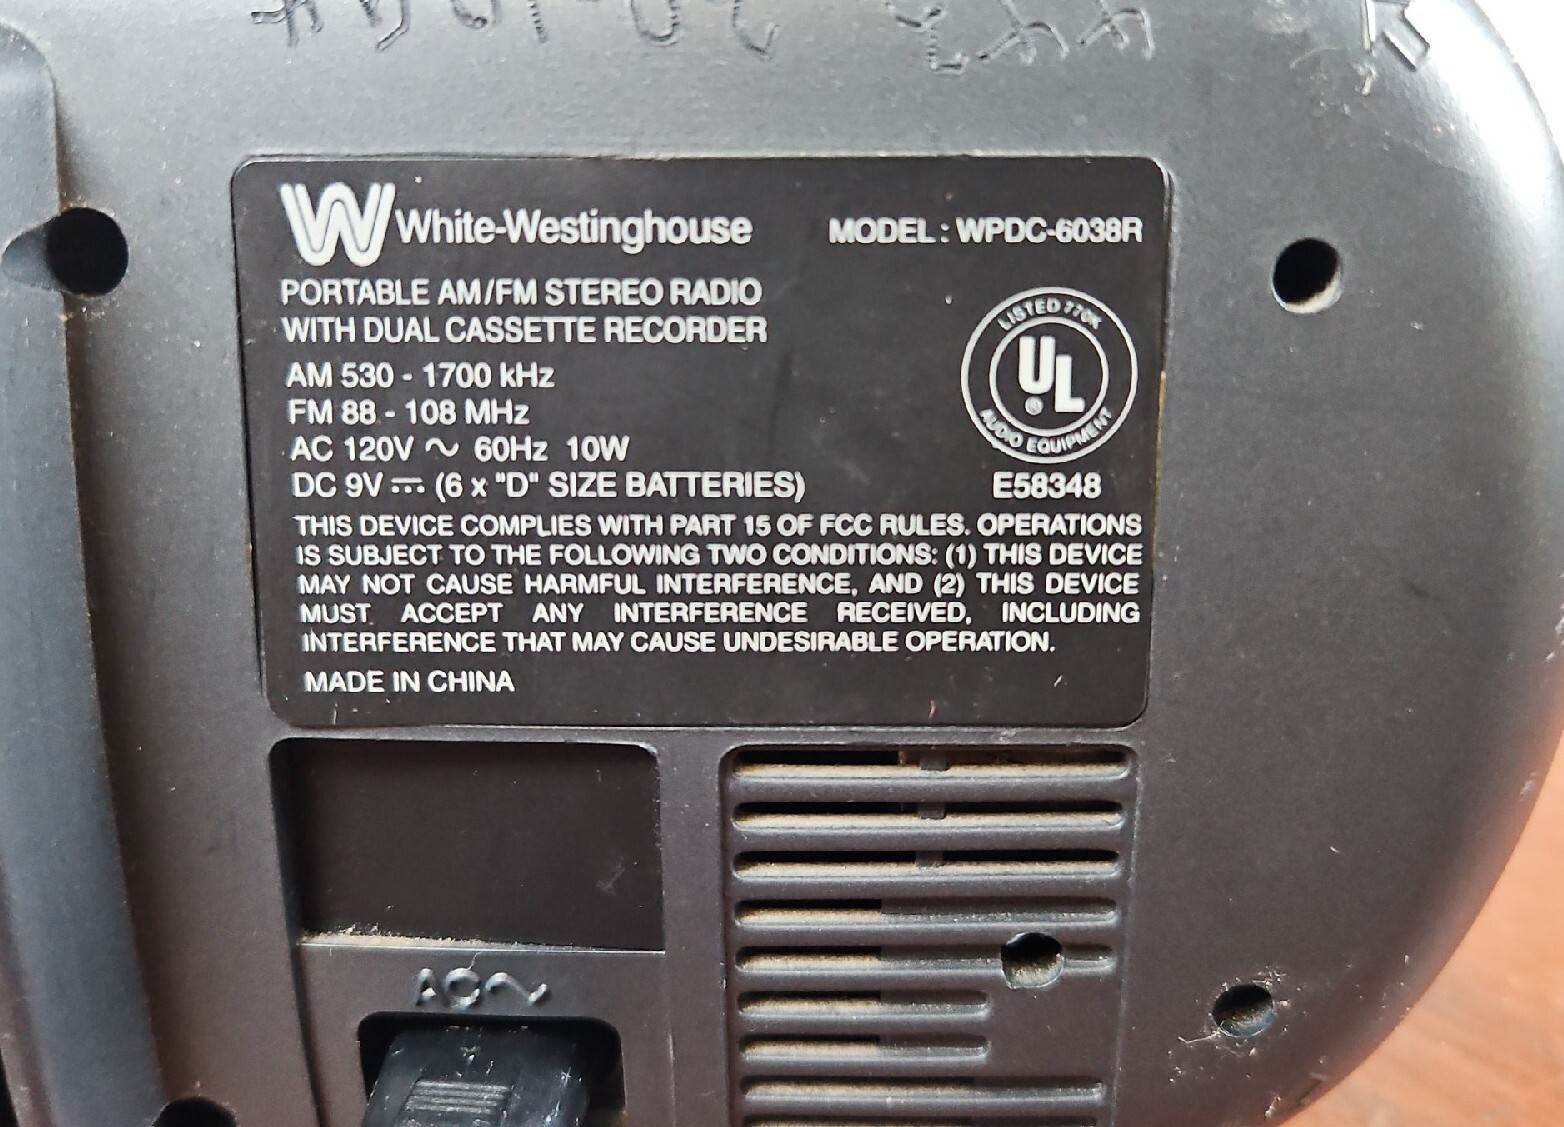 White-Westinghouse MODEL: WPDC-6038R
PORTABLE AM/FM STEREO RADIO
WITH DUAL CASSETTE RECORDER
AM 530 - 1700 kHz
FM 88 - 108 MHz
AC 120V ∿ 60Hz 10W
DC 9V ⎓ (6 x "D" SIZE BATTERIES)
LISTED 770K
UL
®
AUDIO EQUIPMENT
E58348
THIS DEVICE COMPLIES WITH PART 15 OF FCC RULES. OPERATIONS
IS SUBJECT TO THE FOLLOWING TWO CONDITIONS: (1) THIS DEVICE
MAY NOT CAUSE HARMFUL INTERFERENCE, AND (2) THIS DEVICE
MUST ACCEPT ANY INTERFERENCE RECEIVED, INCLUDING
INTERFERENCE THAT MAY CAUSE UNDESIRABLE OPERATION.
MADE IN CHINA
AC∿